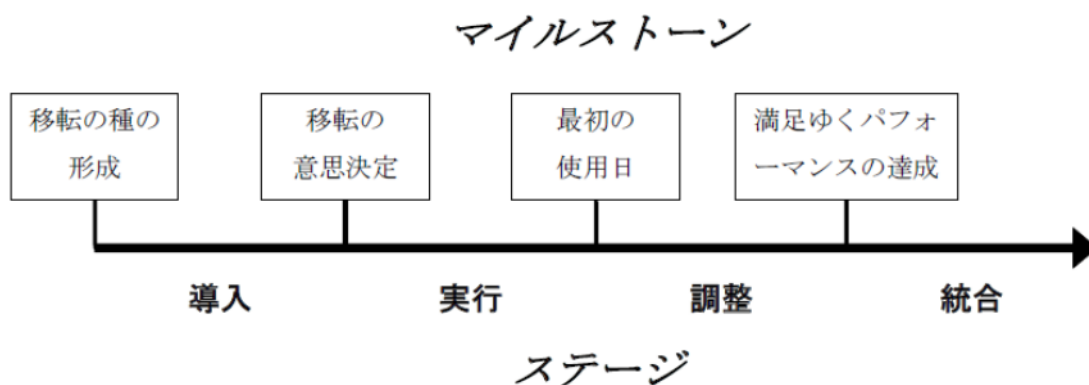 マイルストーン
移転の種の
形成
移転の
意思決定
最初の
使用日
満足ゆくパフォ
ーマンスの達成
導入
実行
調整
統合
ステージ